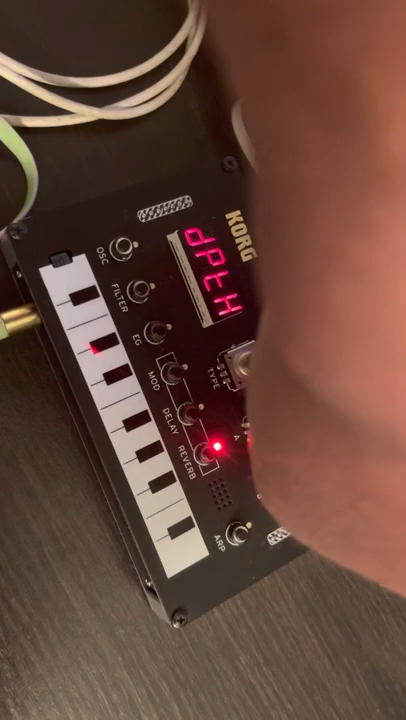 KORG
dPtH
OSC
FILTER
EG
MOD
DELAY
REVERB
TYPE
A
ARP